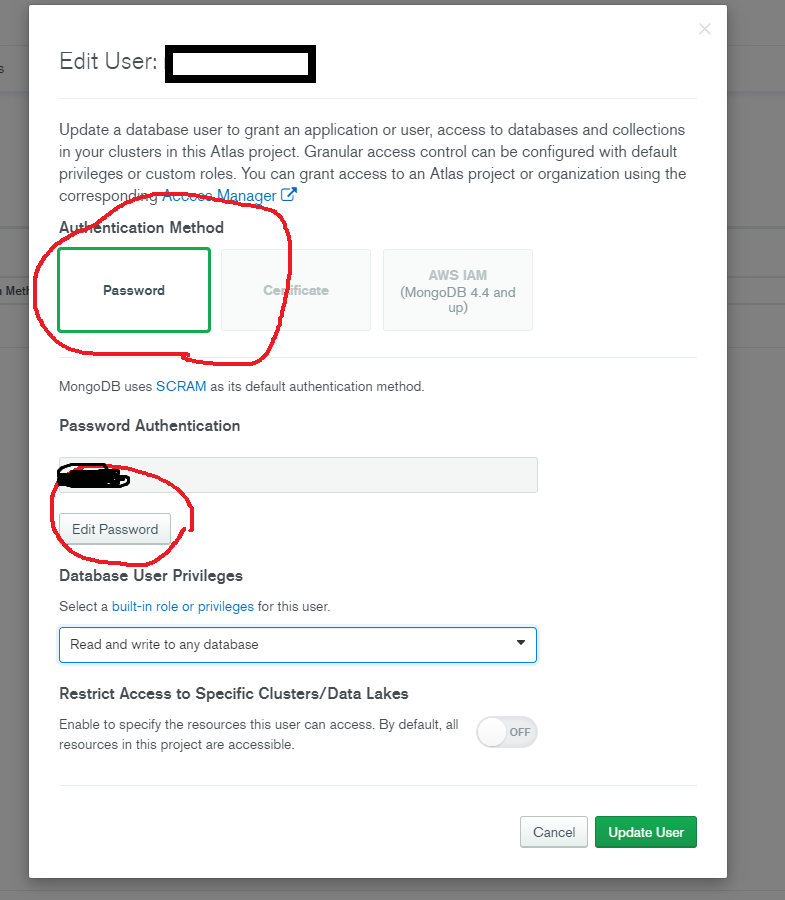 ×
Edit User:
s
Update a database user to grant an application or user, access to databases and collections
in your clusters in this Atlas project. Granular access control can be configured with default
privileges or custom roles. You can grant access to an Atlas project or organization using the
corresponding Access Manager
Authentication Method
n Meth
Password
Certificate
AWS IAM
(MongoDB 4.4 and
up)
MongoDB uses SCRAM as its default authentication method.
Password Authentication
Edit Password
Database User Privileges
Select a built-in role or privileges for this user.
Read and write to any database
Restrict Access to Specific Clusters/Data Lakes
Enable to specify the resources this user can access. By default, all
resources in this project are accessible.
OFF
Cancel
Update User